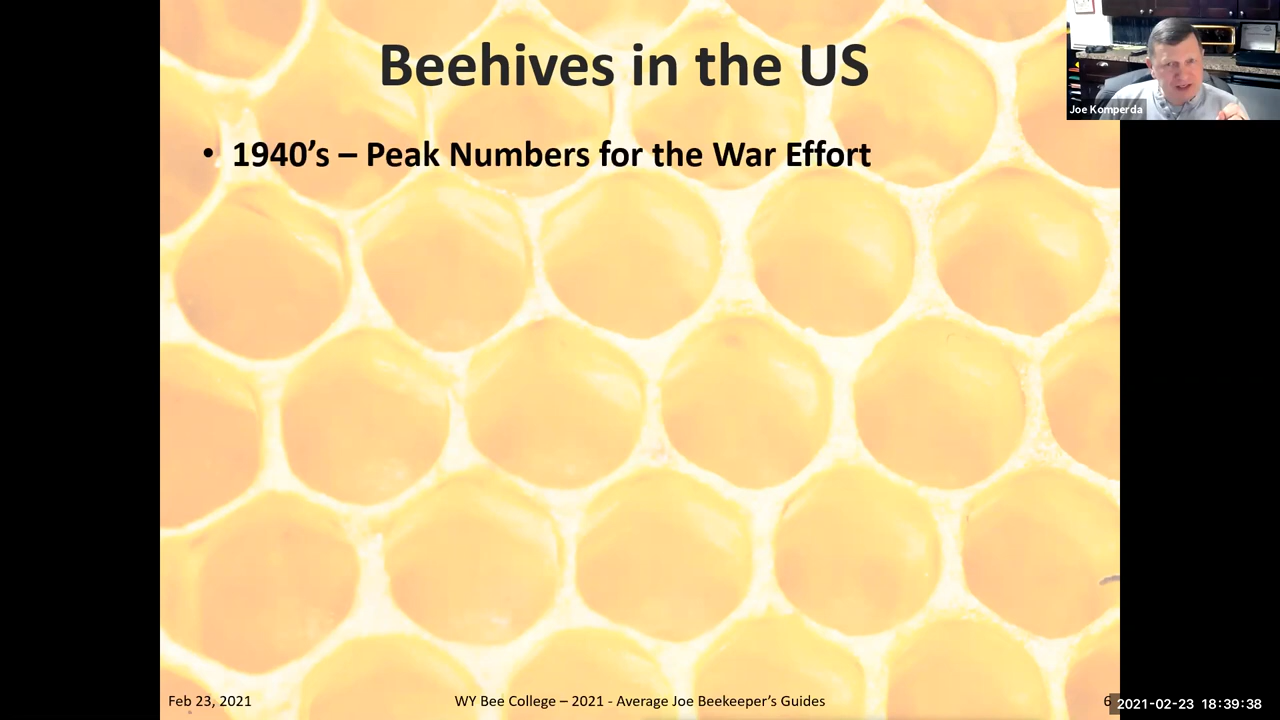 Beehives in the US
Joe Komperda
• 1940’s – Peak Numbers for the War Effort
Feb 23, 2021
WY Bee College – 2021 - Average Joe Beekeeper’s Guides
6
2021-02-23 18:39:38